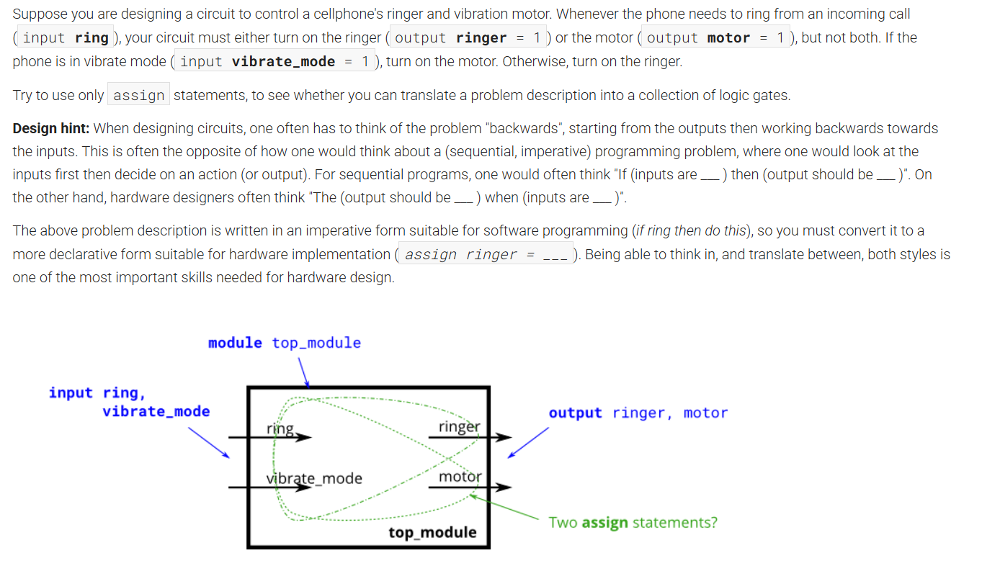 Suppose you are designing a circuit to control a cellphone's ringer and vibration motor. Whenever the phone needs to ring from an incoming call
( input ring ), your circuit must either turn on the ringer ( output ringer = 1 ) or the motor ( output motor = 1 ), but not both. If the
phone is in vibrate mode ( input vibrate_mode = 1 ), turn on the motor. Otherwise, turn on the ringer.
Try to use only assign statements, to see whether you can translate a problem description into a collection of logic gates.
Design hint: When designing circuits, one often has to think of the problem "backwards", starting from the outputs then working backwards towards
the inputs. This is often the opposite of how one would think about a (sequential, imperative) programming problem, where one would look at the
inputs first then decide on an action (or output). For sequential programs, one would often think "If (inputs are ___ ) then (output should be ___ )". On
the other hand, hardware designers often think "The (output should be ___ ) when (inputs are ___ )".
The above problem description is written in an imperative form suitable for software programming (if ring then do this), so you must convert it to a
more declarative form suitable for hardware implementation ( assign ringer = ___ ). Being able to think in, and translate between, both styles is
one of the most important skills needed for hardware design.
module top_module
input ring,
vibrate_mode
output ringer, motor
ring
ringer
vibrate_mode
motor
Two assign statements?
top_module